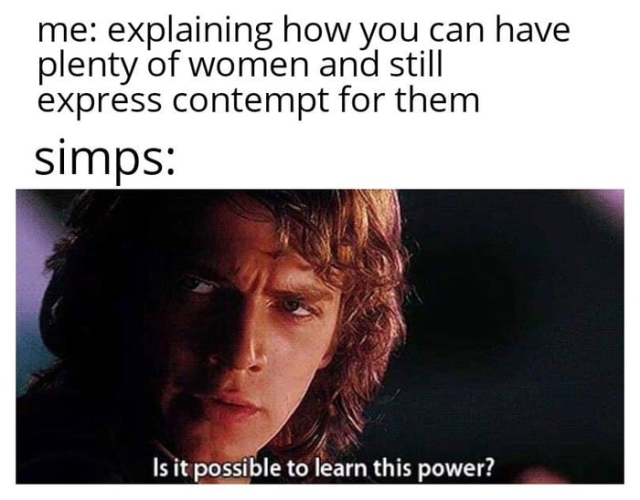 me: explaining how you can have
plenty of women and still
express contempt for them
simps:
Is it possible to learn this power?